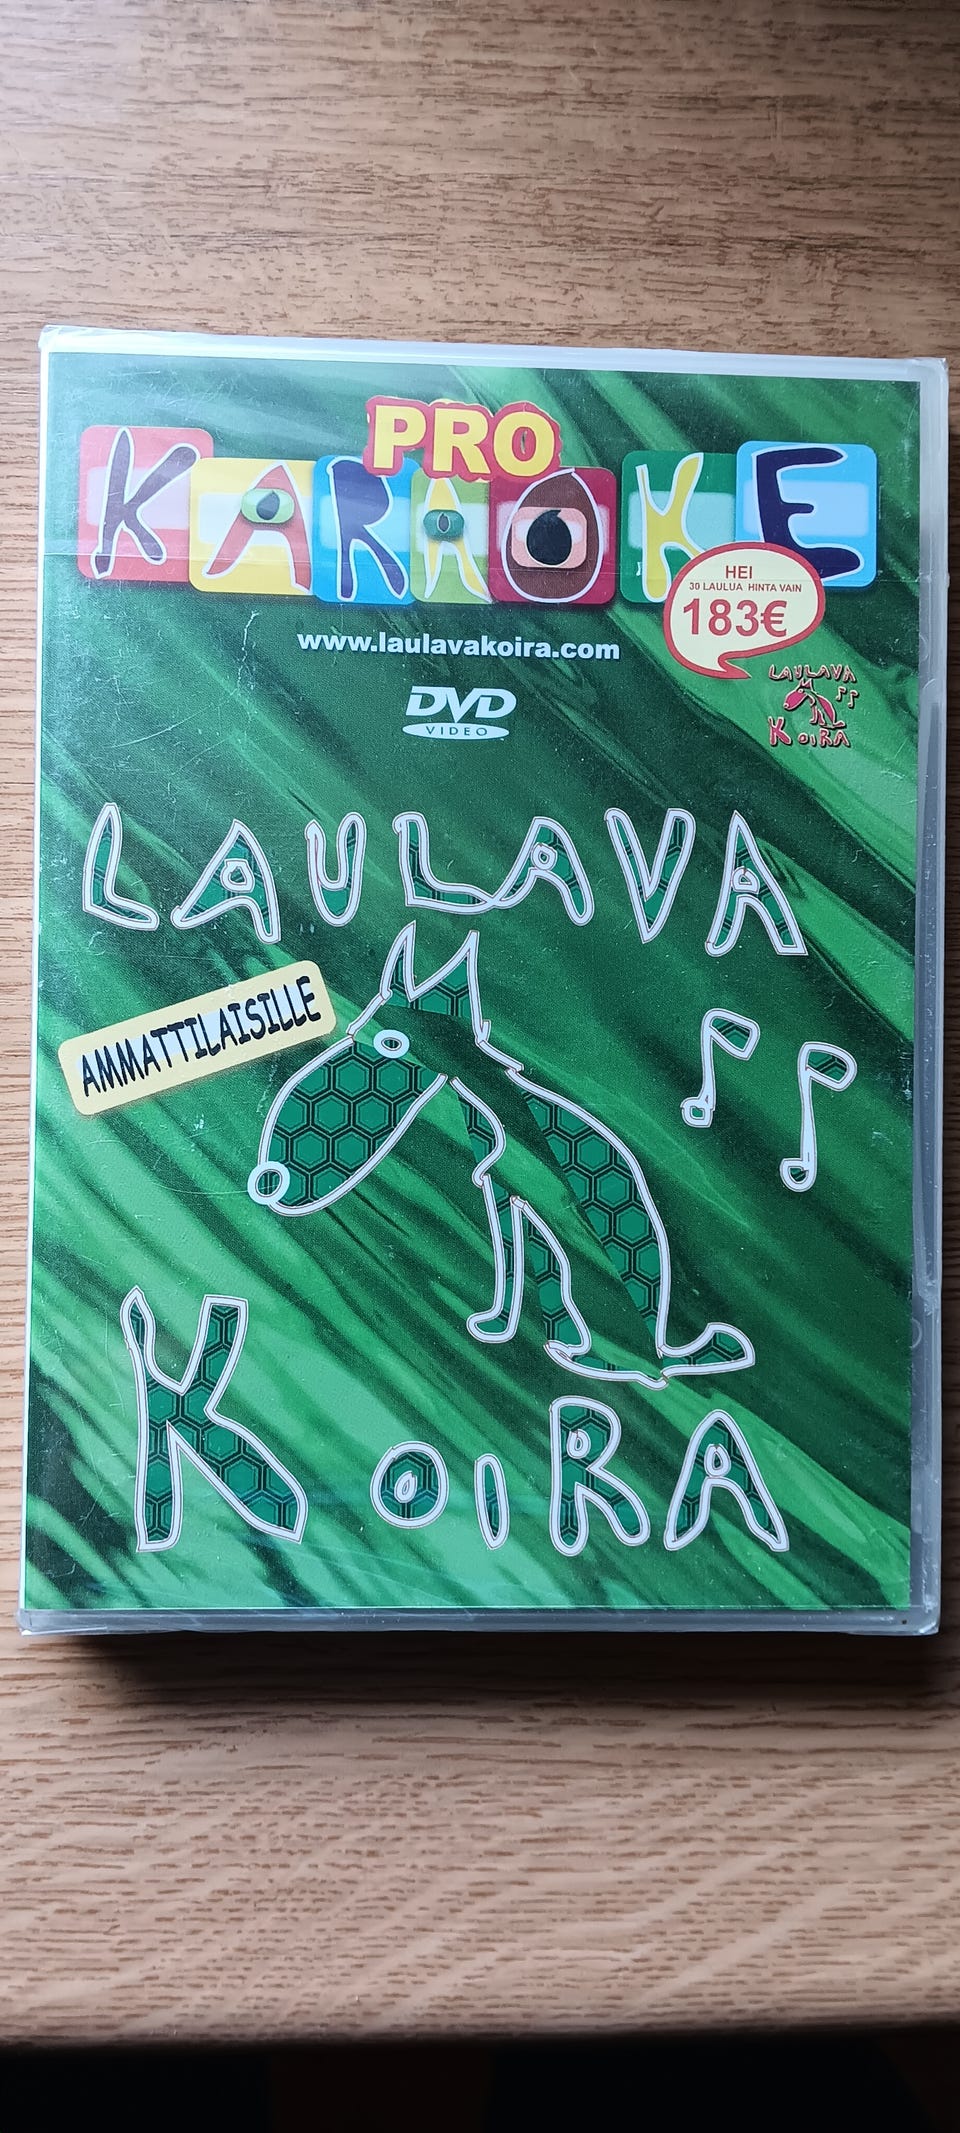 PRO
KARAOKE
HEI
30 LAULUA HINTA VAIN
183€
www.laulavakoira.com
LAULAVA
KOIRA
DVD
VIDEO
LAULAVA
AMMATTILAISILLE
KOIRA